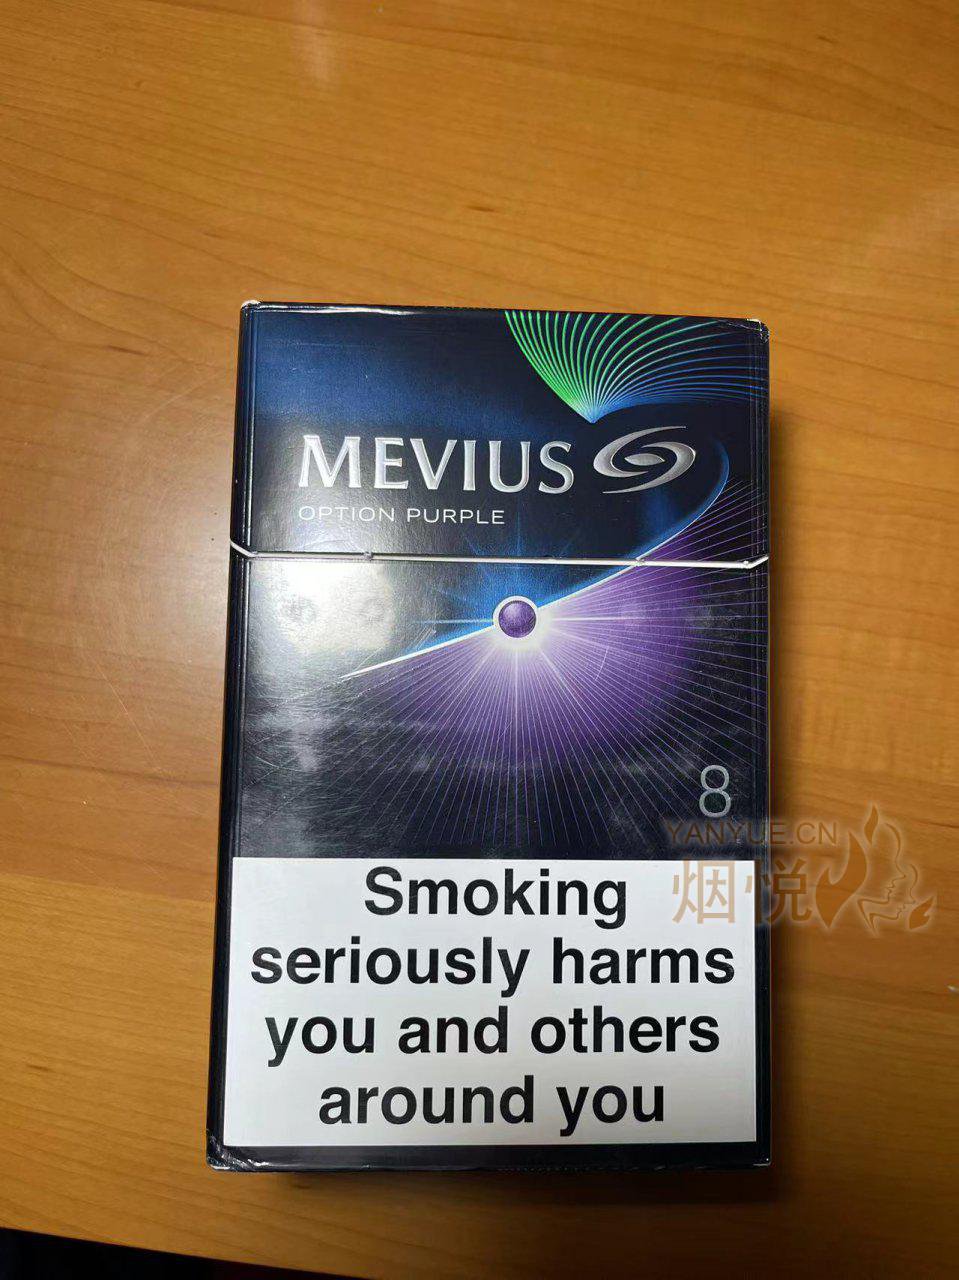 MEVIUS
OPTION PURPLE
8
YANYUE.CN
烟悦
Smoking
seriously harms
you and others
around you